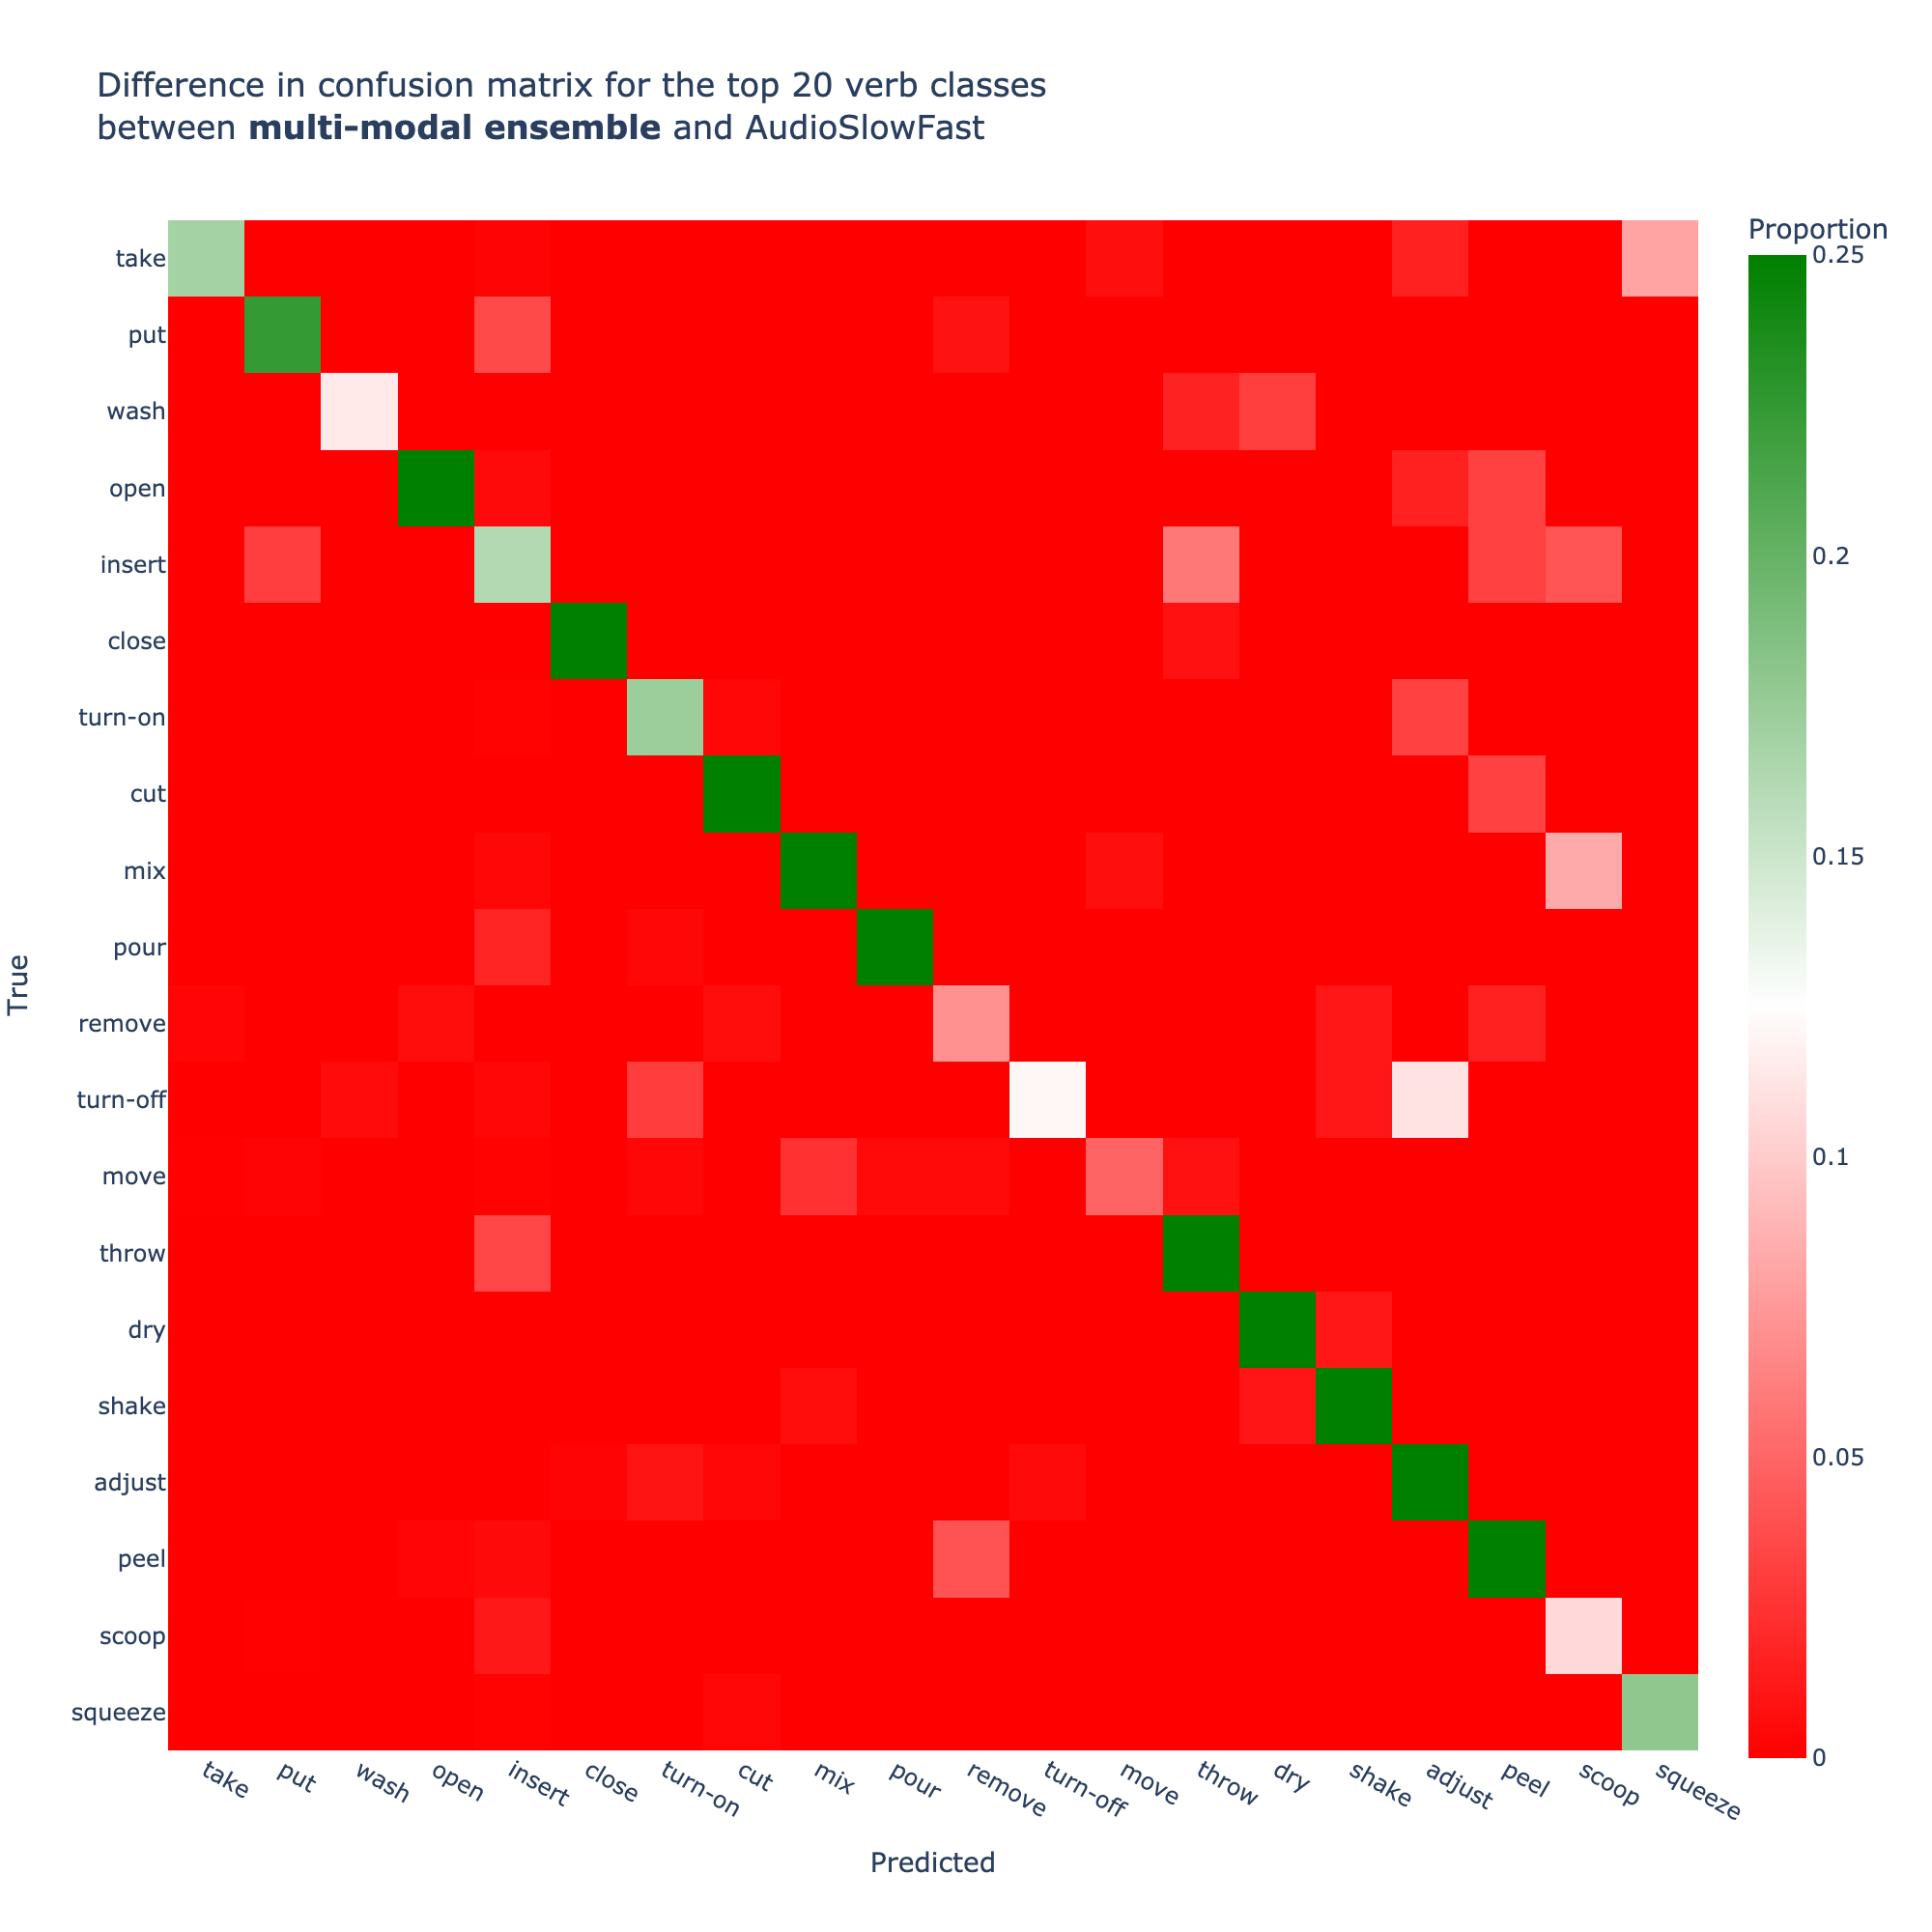 Difference in confusion matrix for the top 20 verb classes
between multi-modal ensemble and AudioSlowFast
Proportion
0.25
0.2
0.15
0.1
0.05
0
True
take
put
wash
open
insert
close
turn-on
cut
mix
pour
remove
turn-off
move
throw
dry
shake
adjust
peel
scoop
squeeze
take
put
wash
open
insert
close
turn-on
cut
mix
pour
remove
turn-off
move
throw
dry
shake
adjust
peel
scoop
squeeze
Predicted